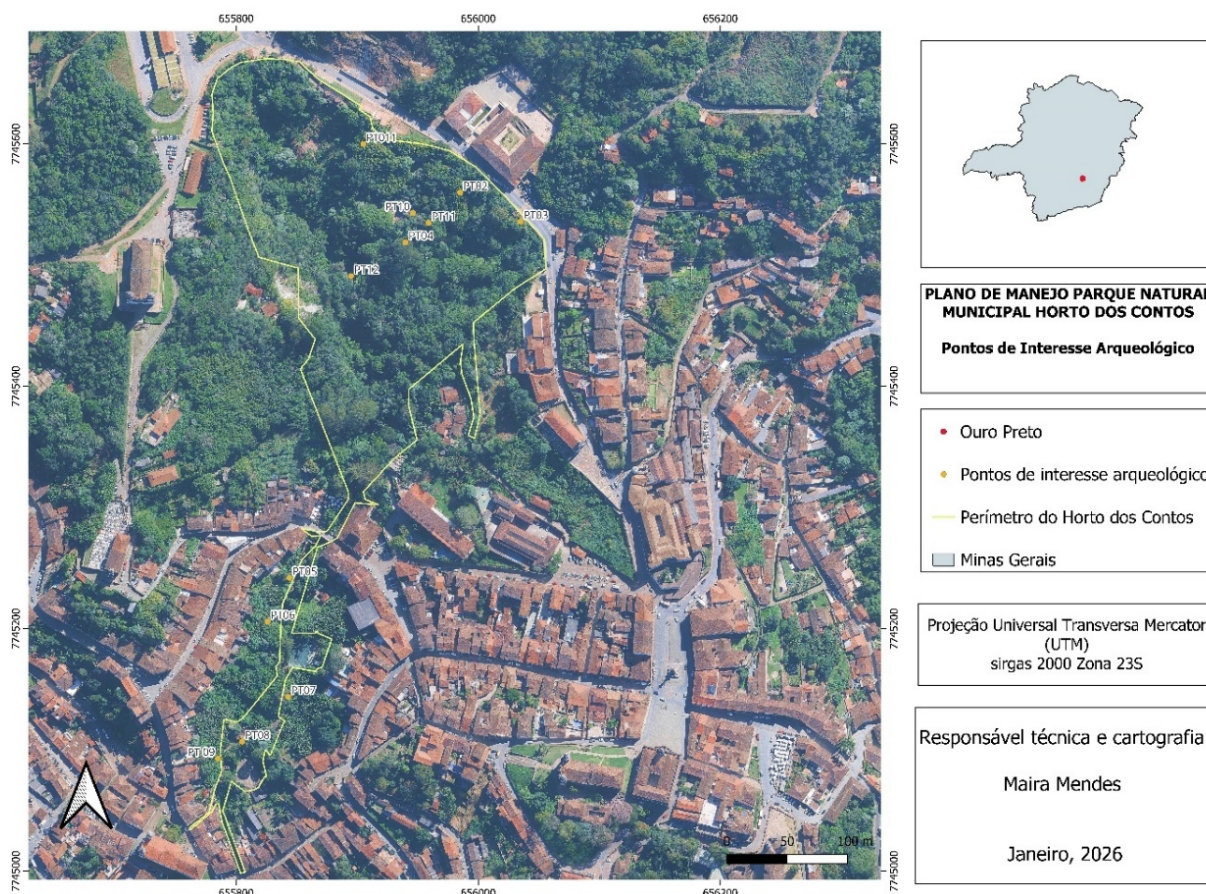 655800
656000
656200
7745600
7745600
PT011
PT02
PT10
PT11
PT03
PT04
PT12
7745400
7745400
PT05
PT06
7745200
7745200
PT07
PT08
PT09
0
50
100 m
7745000
7745000
655800
656000
656200
PLANO DE MANEJO PARQUE NATURAL
MUNICIPAL HORTO DOS CONTOS
Pontos de Interesse Arqueológico
Ouro Preto
Pontos de interesse arqueológico
Perímetro do Horto dos Contos
Minas Gerais
Projeção Universal Transversa Mercator
(UTM)
sirgas 2000 Zona 23S
Responsável técnica e cartografia
Maira Mendes
Janeiro, 2026